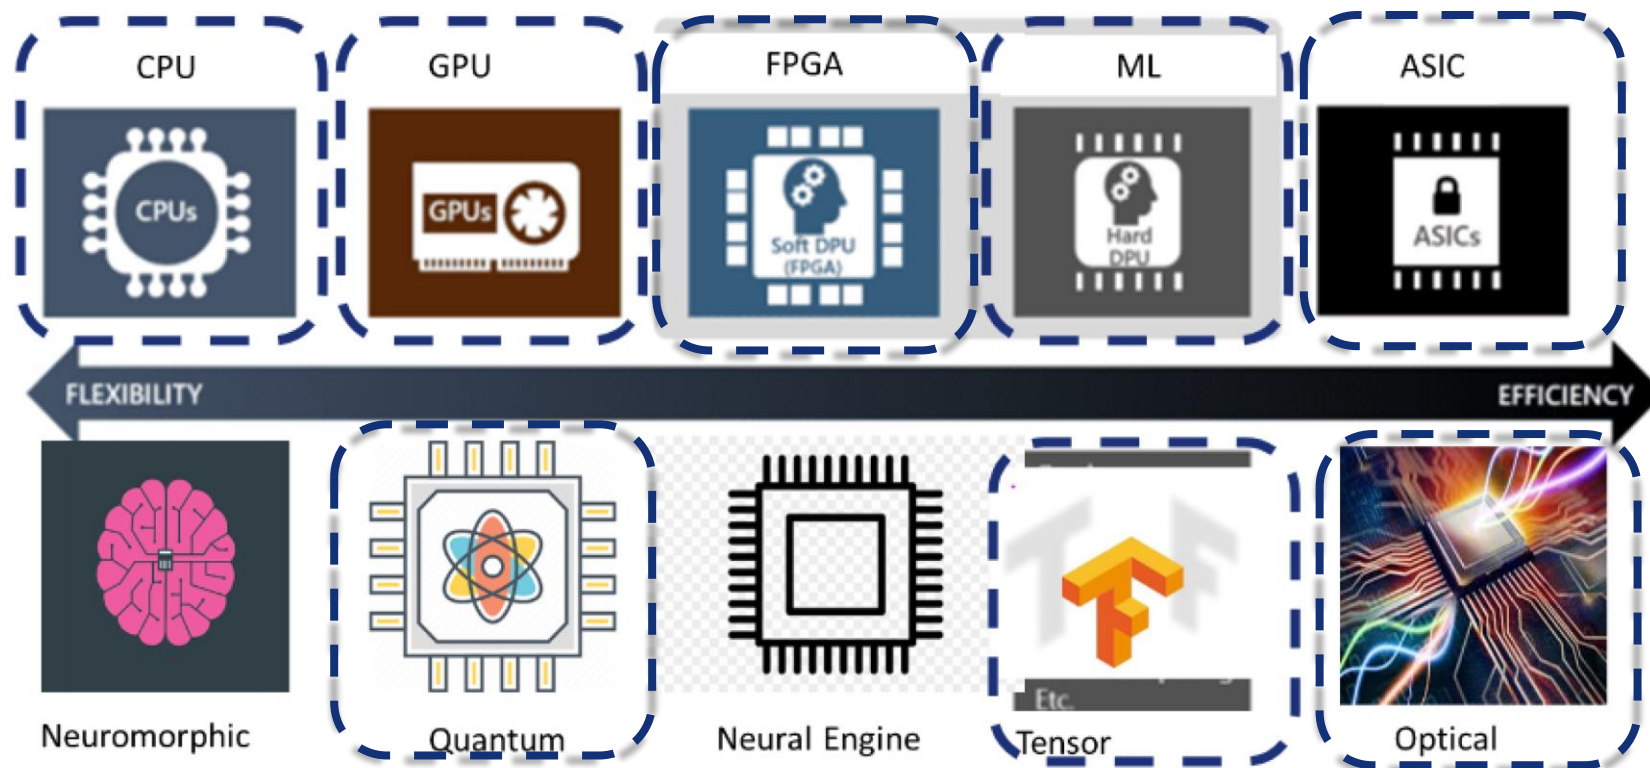 CPU
GPU
FPGA
ML
ASIC
CPUs
GPUs
Soft DPU
(FPGA)
Hard
DPU
ASICs
FLEXIBILITY
EFFICIENCY
Etc.
Neuromorphic
Quantum
Neural Engine
Tensor
Optical